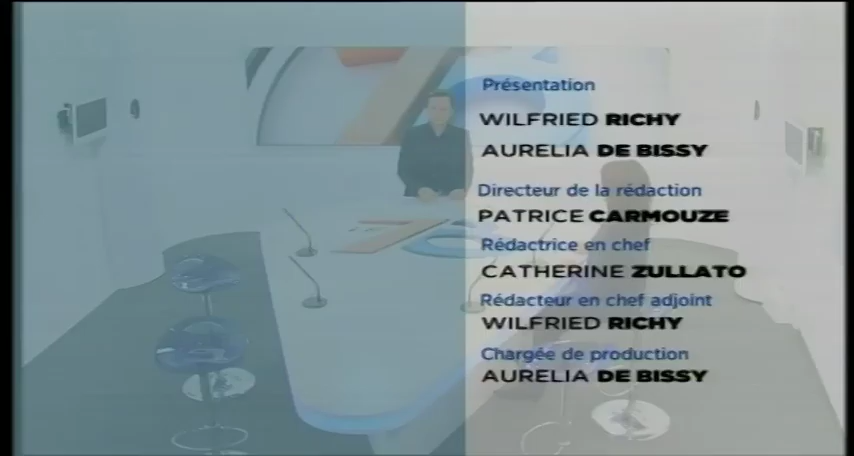 Présentation
WILFRIED RICHY
AURELIA DE BISSY
Directeur de la rédaction
PATRICE CARMOUZE
Rédactrice en chef
CATHERINE ZULLATO
Rédacteur en chef adjoint
WILFRIED RICHY
Chargée de production
AURELIA DE BISSY